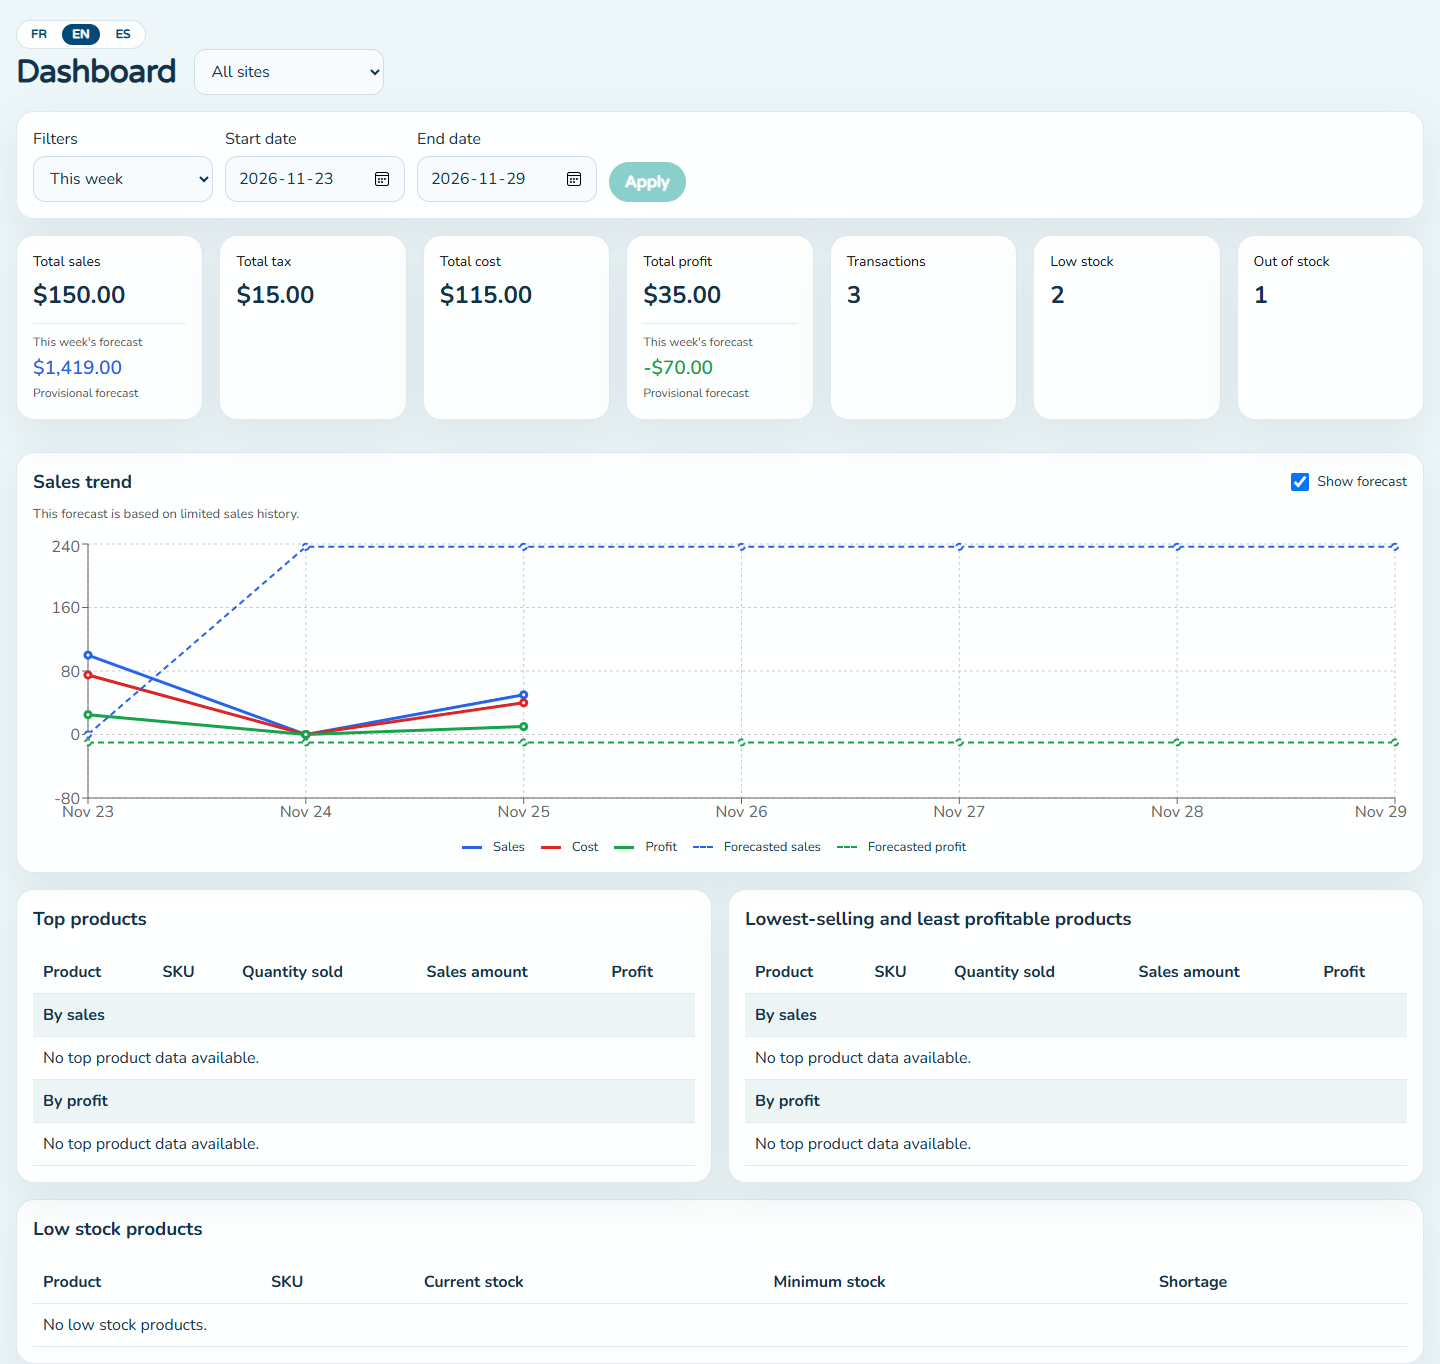 FR EN ES
Dashboard All sites
Filters Start date End date
This week 2026-11-23 2026-11-29 Apply
Total sales Total tax Total cost Total profit Transactions Low stock Out of stock
$150.00 $15.00 $115.00 $35.00 3 2 1
This week's forecast This week's forecast
$1,419.00 -$70.00
Provisional forecast Provisional forecast
Sales trend Show forecast
This forecast is based on limited sales history.
240
160
80
0
-80
Nov 23 Nov 24 Nov 25 Nov 26 Nov 27 Nov 28 Nov 29
Sales Cost Profit Forecasted sales Forecasted profit
Top products
Product SKU Quantity sold Sales amount Profit
By sales
No top product data available.
By profit
No top product data available.
Lowest-selling and least profitable products
Product SKU Quantity sold Sales amount Profit
By sales
No top product data available.
By profit
No top product data available.
Low stock products
Product SKU Current stock Minimum stock Shortage
No low stock products.